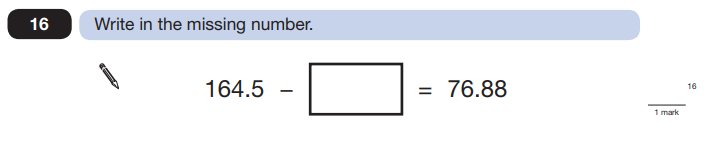 16 Write in the missing number.
164.5 – = 76.88
16
1 mark